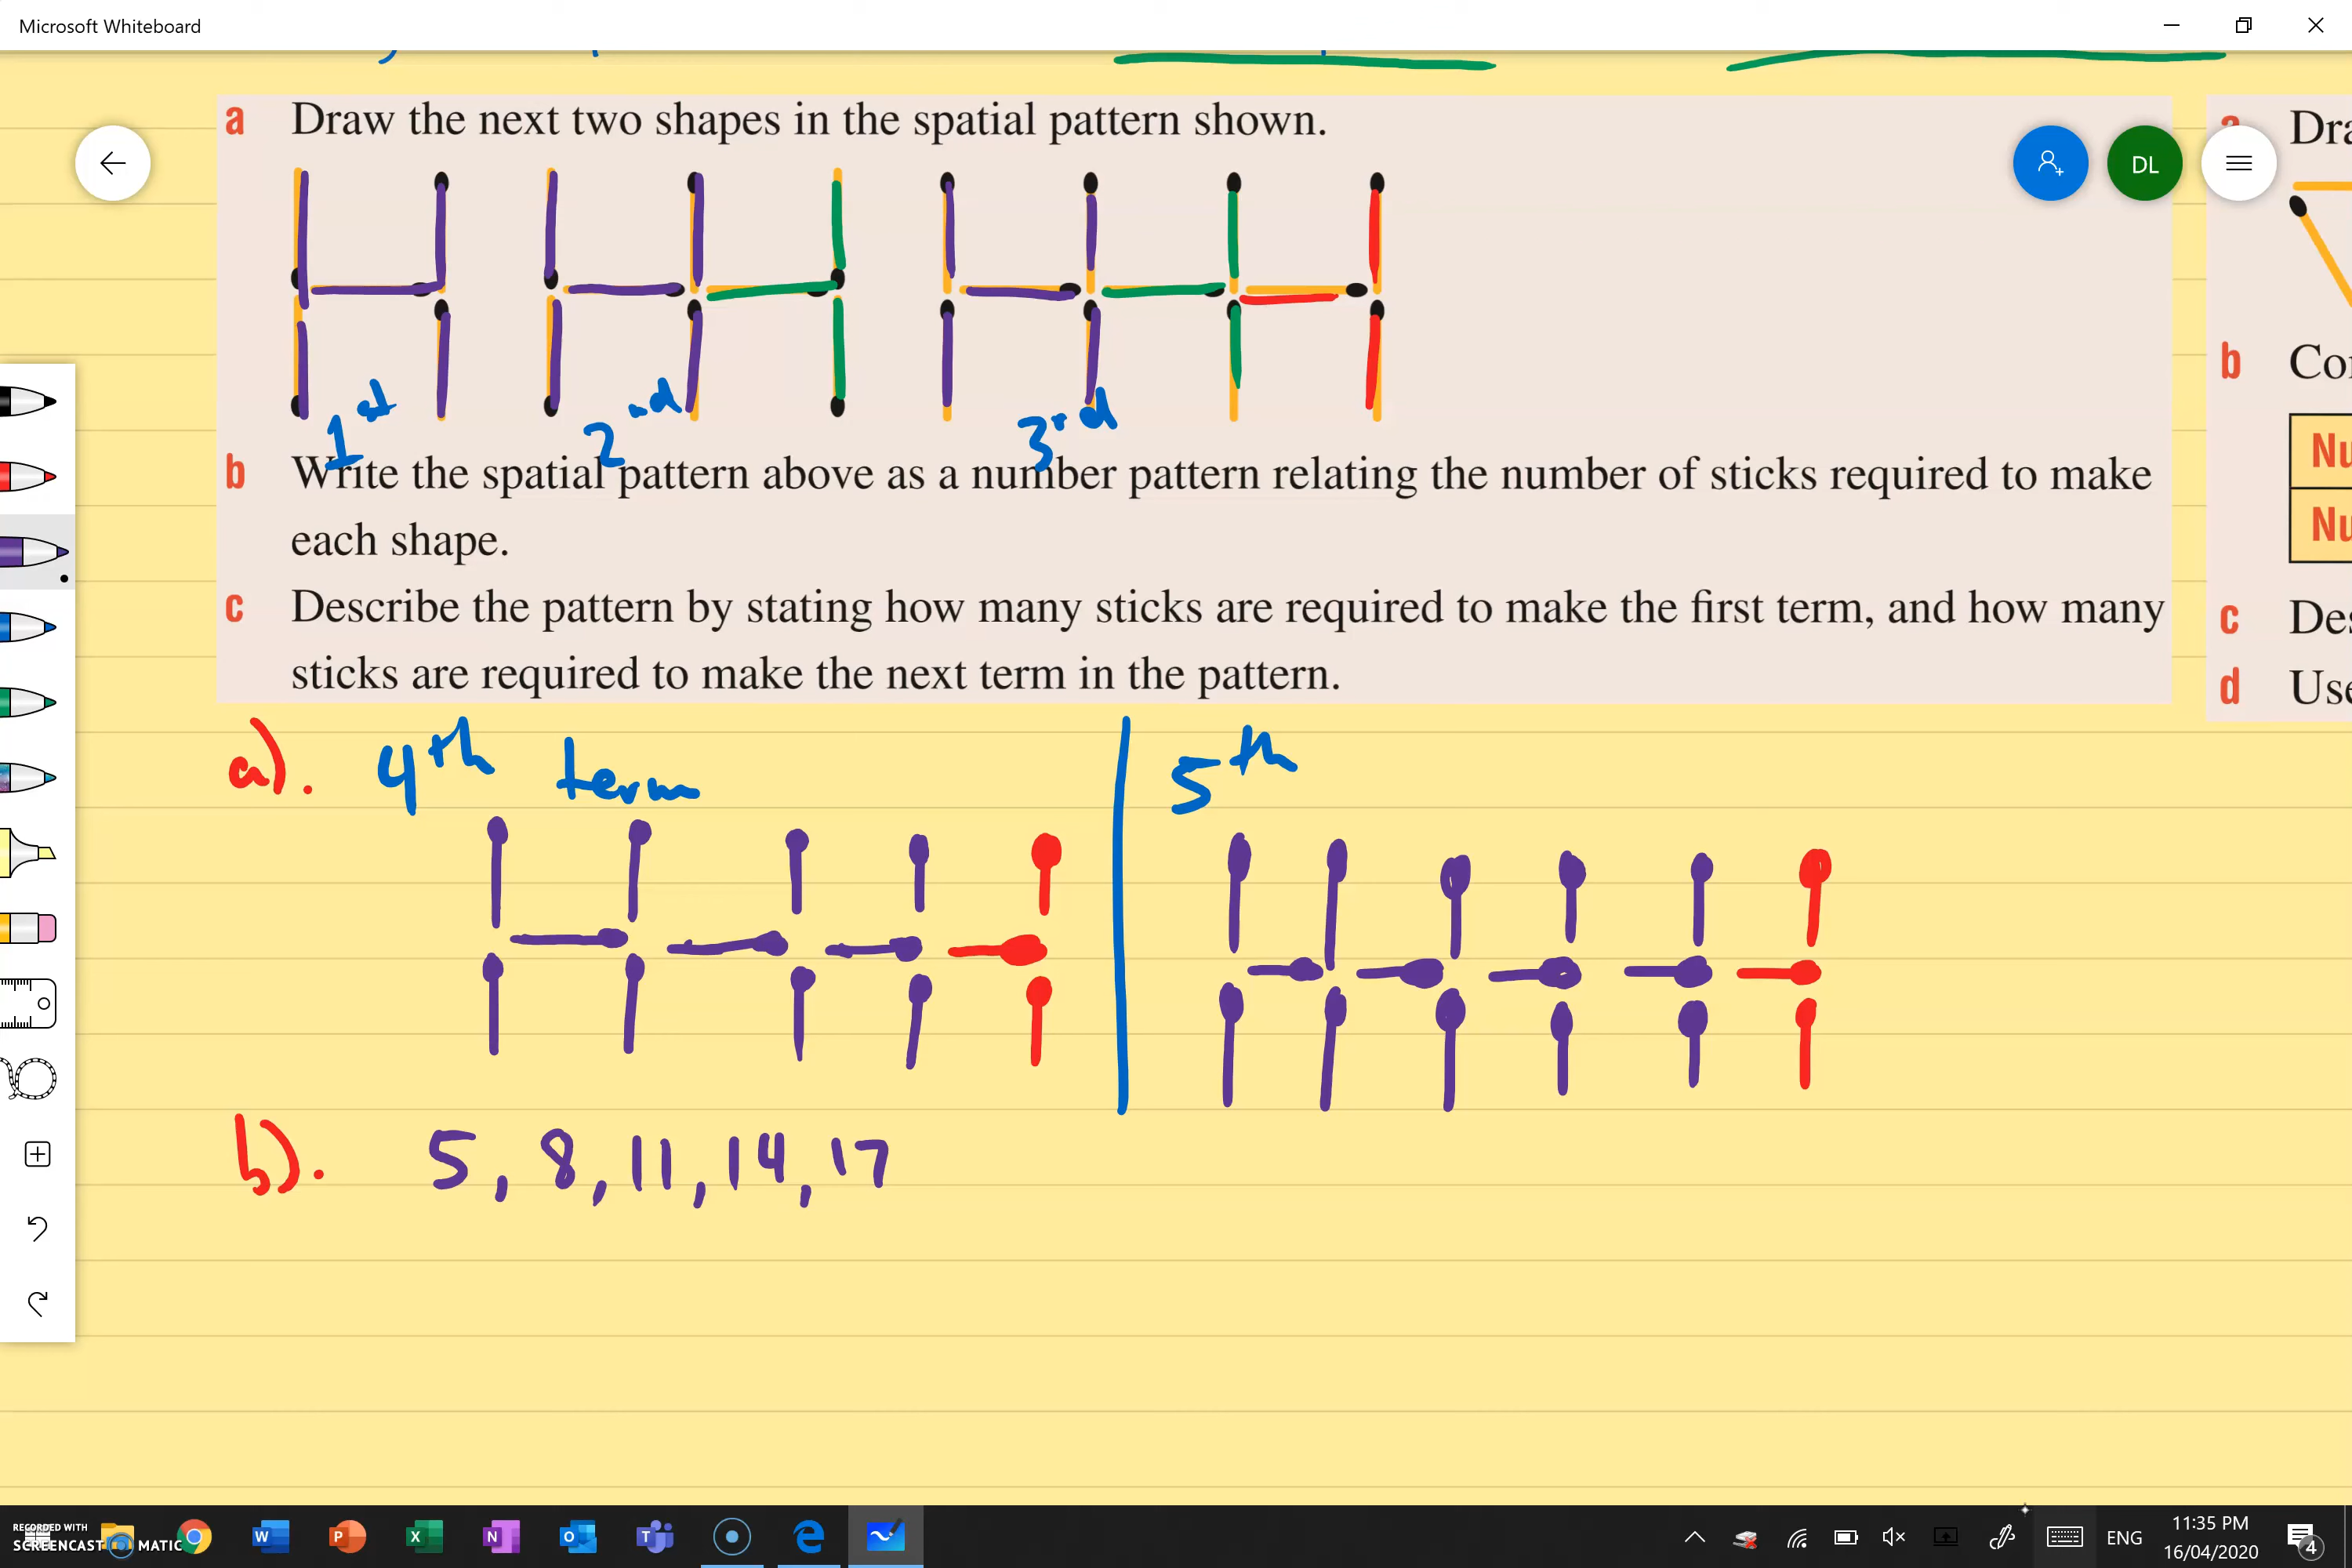 Microsoft Whiteboard
a Draw the next two shapes in the spatial pattern shown.
a Dra
DL
1st 2nd 3rd
b Write the spatial pattern above as a number pattern relating the number of sticks required to make
each shape.
b Co
Nu
Nu
c Describe the pattern by stating how many sticks are required to make the first term, and how many
sticks are required to make the next term in the pattern.
c Des
d Use
a). 4th term 5th
b). 5, 8, 11, 14, 17
RECORDED WITH
SCREENCAST MATIC
W P X N O T
ENG
11:35 PM
16/04/2020
4